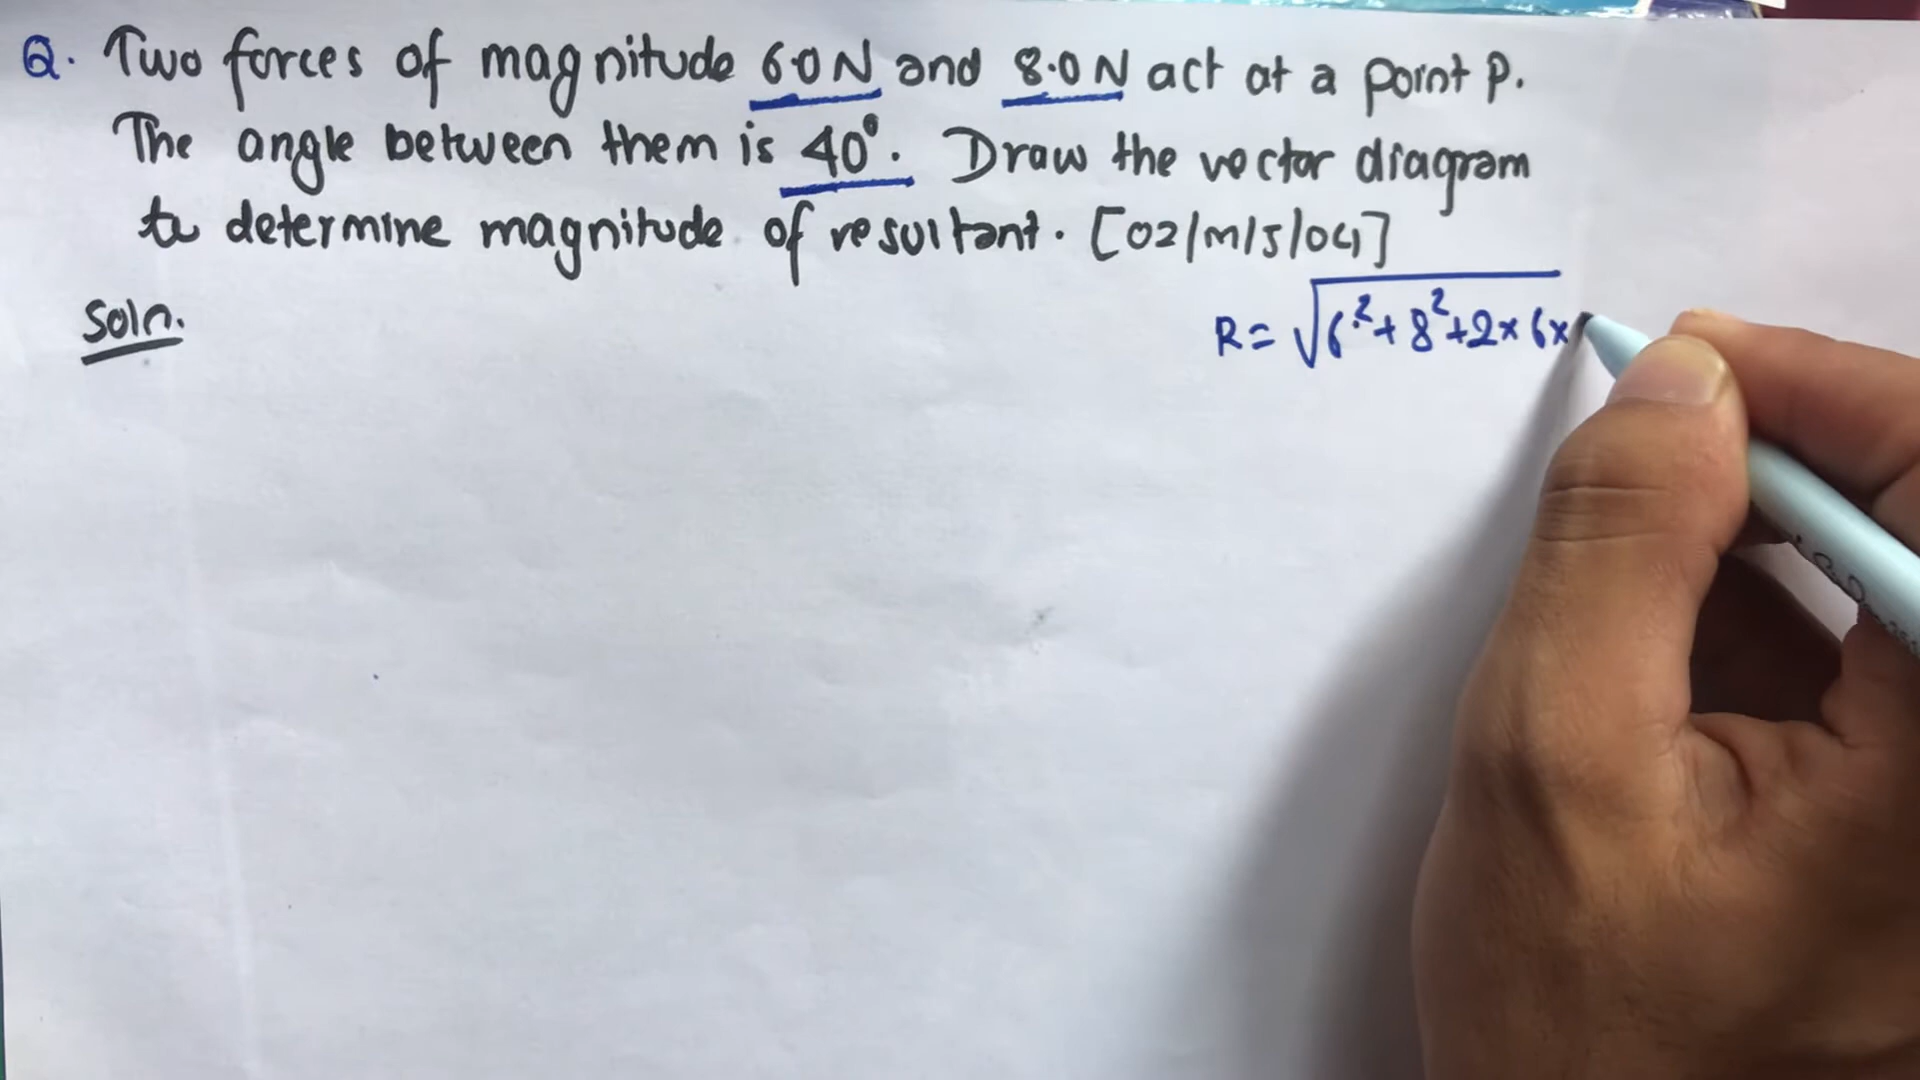 Q. Two forces of magnitude 6.0 N and 8.0 N act at a point P.
The angle between them is 40°. Draw the vector diagram
to determine magnitude of resultant. [02/M/J/04]
Soln.
R = √6² + 8² + 2 × 6 ×